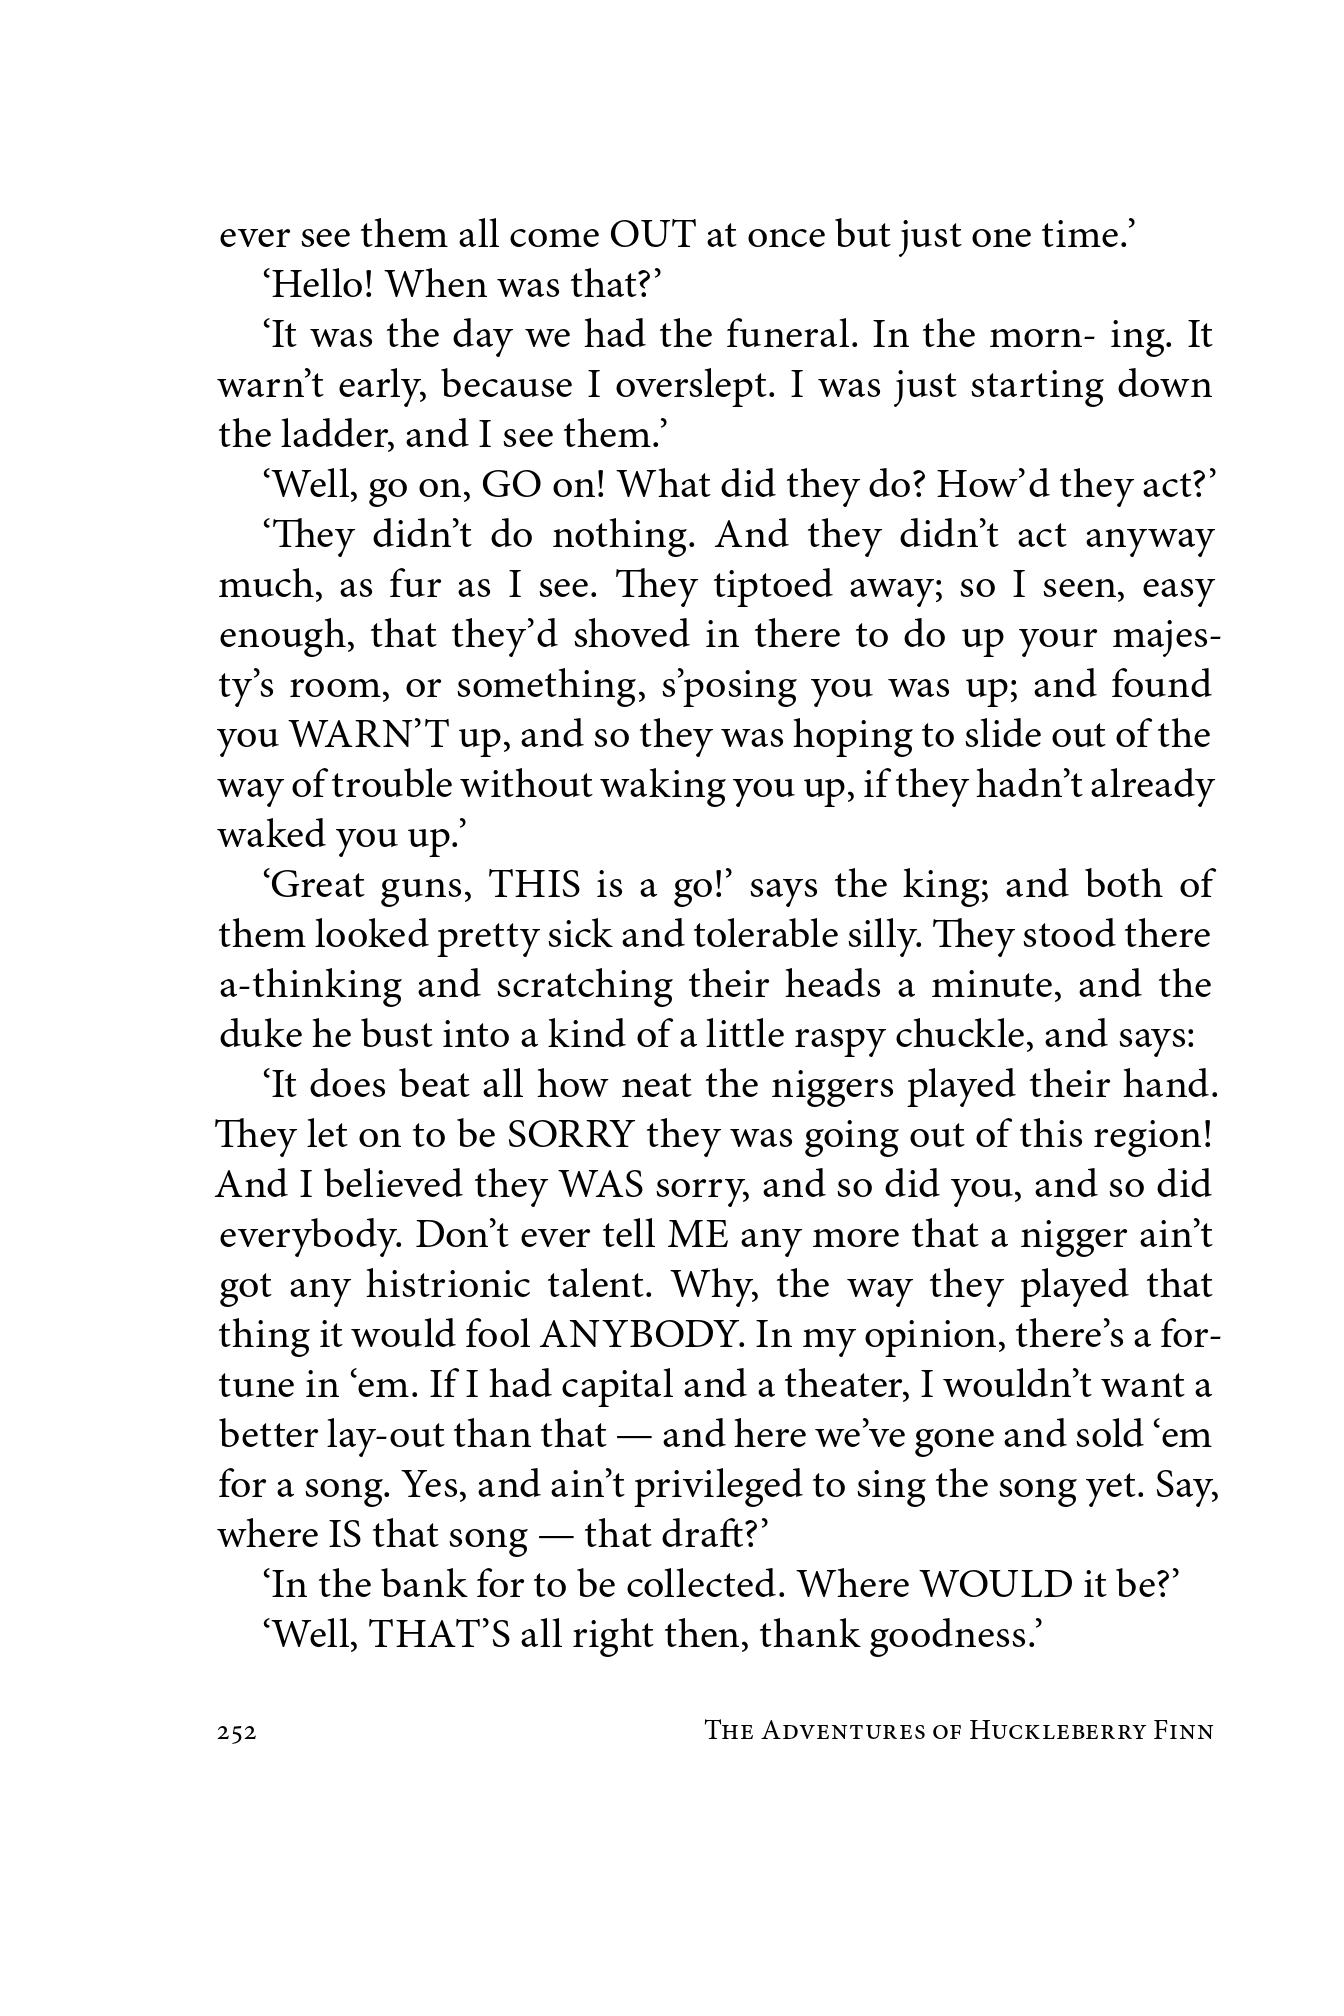 ever see them all come OUT at once but just one time.’
‘Hello! When was that?’
‘It was the day we had the funeral. In the morn- ing. It
warn’t early, because I overslept. I was just starting down
the ladder, and I see them.’
‘Well, go on, GO on! What did they do? How’d they act?’
‘They didn’t do nothing. And they didn’t act anyway
much, as fur as I see. They tiptoed away; so I seen, easy
enough, that they’d shoved in there to do up your majes-
ty’s room, or something, s’posing you was up; and found
you WARN’T up, and so they was hoping to slide out of the
way of trouble without waking you up, if they hadn’t already
waked you up.’
‘Great guns, THIS is a go!’ says the king; and both of
them looked pretty sick and tolerable silly. They stood there
a-thinking and scratching their heads a minute, and the
duke he bust into a kind of a little raspy chuckle, and says:
‘It does beat all how neat the niggers played their hand.
They let on to be SORRY they was going out of this region!
And I believed they WAS sorry, and so did you, and so did
everybody. Don’t ever tell ME any more that a nigger ain’t
got any histrionic talent. Why, the way they played that
thing it would fool ANYBODY. In my opinion, there’s a for-
tune in ‘em. If I had capital and a theater, I wouldn’t want a
better lay-out than that — and here we’ve gone and sold ‘em
for a song. Yes, and ain’t privileged to sing the song yet. Say,
where IS that song — that draft?’
‘In the bank for to be collected. Where WOULD it be?’
‘Well, THAT’S all right then, thank goodness.’
252 The Adventures of Huckleberry Finn